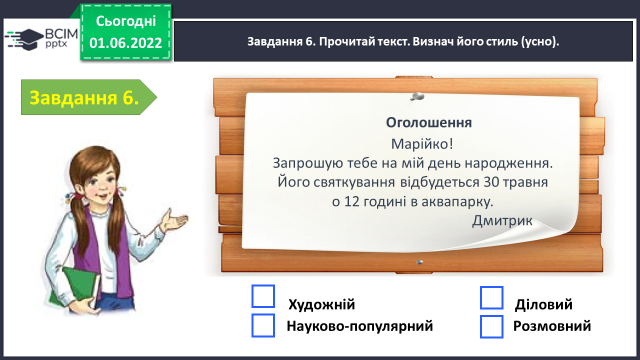 ВСІМ
pptx
Сьогодні
01.06.2022
Завдання 6. Прочитай текст. Визнач його стиль (усно).
Завдання 6.
Оголошення
Марійко!
Запрошую тебе на мій день народження.
Його святкування відбудеться 30 травня
о 12 годині в аквапарку.
Дмитрик
Художній
Діловий
Науково-популярний
Розмовний